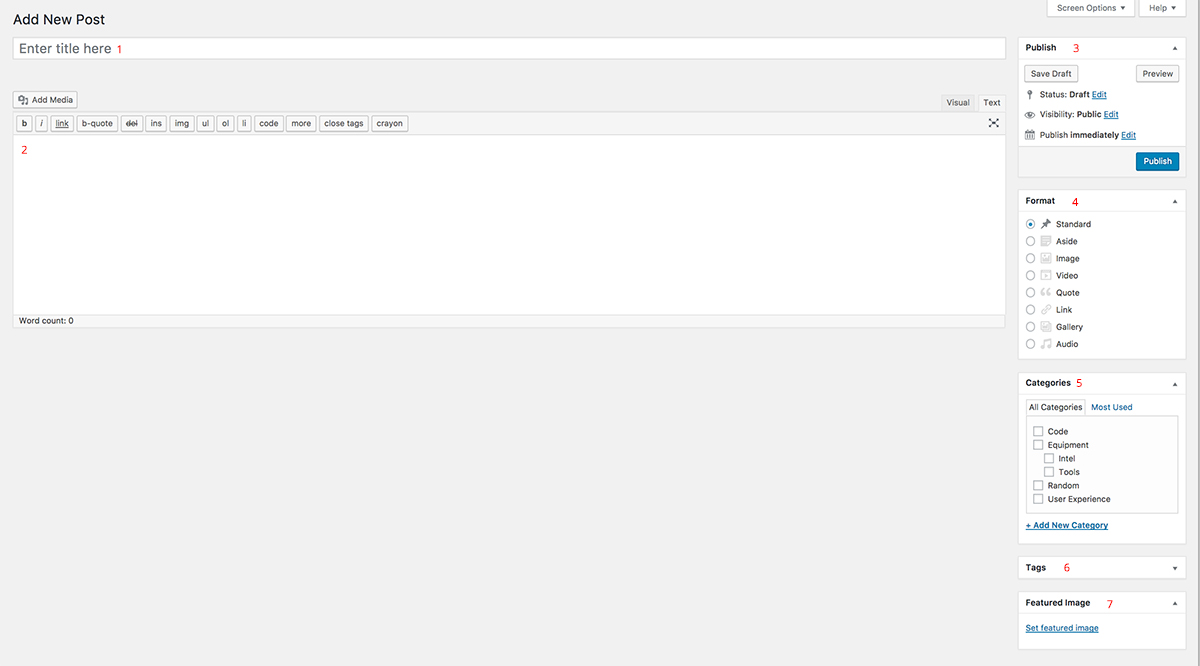 Screen Options ▼ Help ▼
Add New Post
Enter title here 1
Add Media
Visual Text
b i link b-quote del ins img ul ol li code more close tags crayon
2
Word count: 0
Publish 3
Save Draft Preview
Status: Draft Edit
Visibility: Public Edit
Publish immediately Edit
Publish
Format 4
Standard
Aside
Image
Video
Quote
Link
Gallery
Audio
Categories 5
All Categories Most Used
Code
Equipment
Intel
Tools
Random
User Experience
+ Add New Category
Tags 6
Featured Image 7
Set featured image